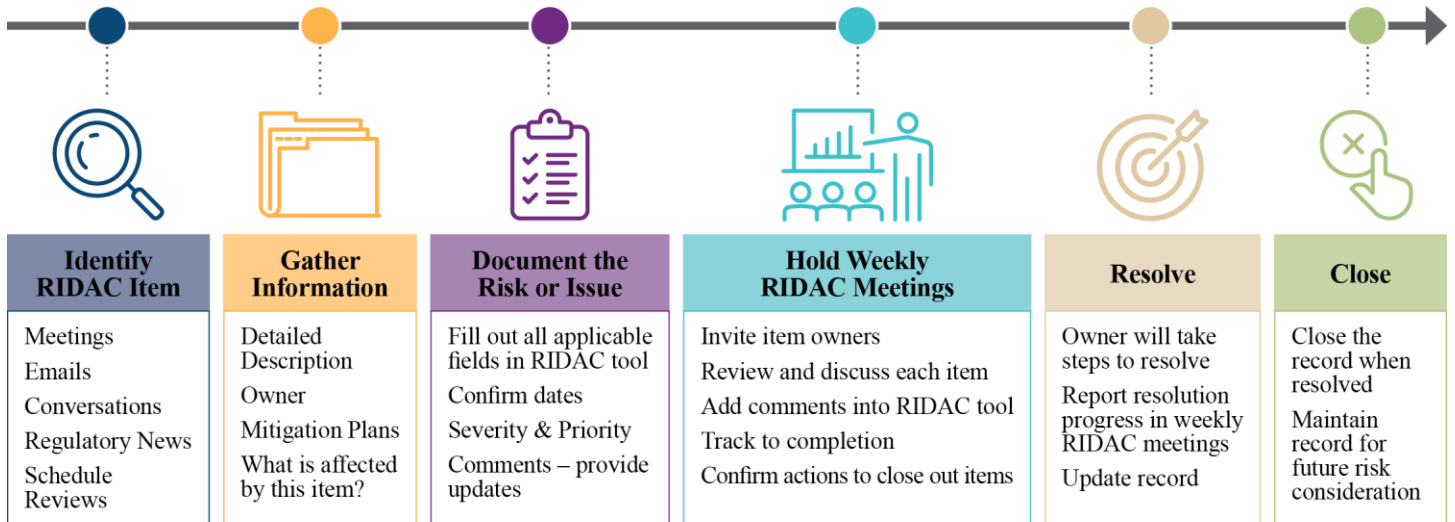 Identify
RIDAC Item
Meetings
Emails
Conversations
Regulatory News
Schedule
Reviews
Gather
Information
Detailed
Description
Owner
Mitigation Plans
What is affected
by this item?
Document the
Risk or Issue
Fill out all applicable
fields in RIDAC tool
Confirm dates
Severity & Priority
Comments – provide
updates
Hold Weekly
RIDAC Meetings
Invite item owners
Review and discuss each item
Add comments into RIDAC tool
Track to completion
Confirm actions to close out items
Resolve
Owner will take
steps to resolve
Report resolution
progress in weekly
RIDAC meetings
Update record
Close
Close the
record when
resolved
Maintain
record for
future risk
consideration